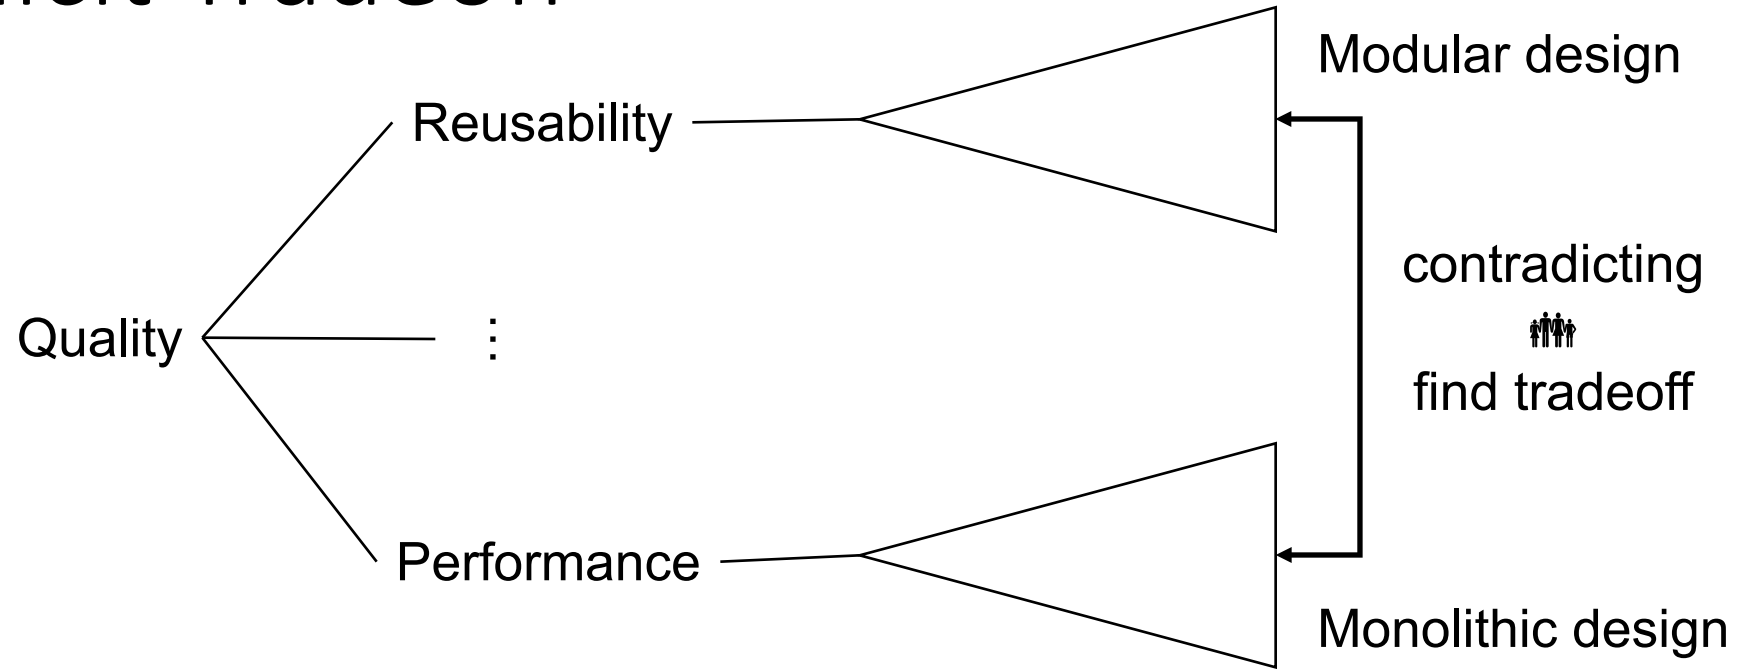 Modular design
Reusability
contradicting
Quality
⋮
find tradeoff
Performance
Monolithic design